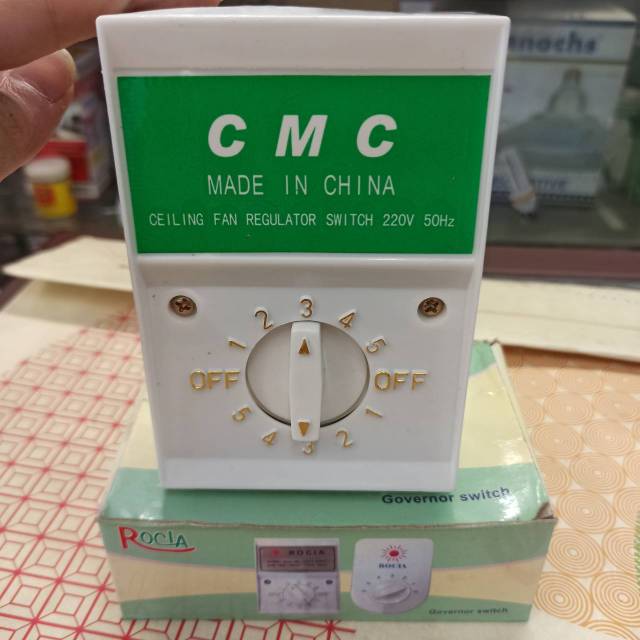 CMC
MADE IN CHINA
CEILING FAN REGULATOR SWITCH 220V 50Hz
1 2 3 4 5
OFF OFF
5 4 3 2 1
Governor switch
ROCIA
ROCIA
ROCIA
Governor switch
enochs